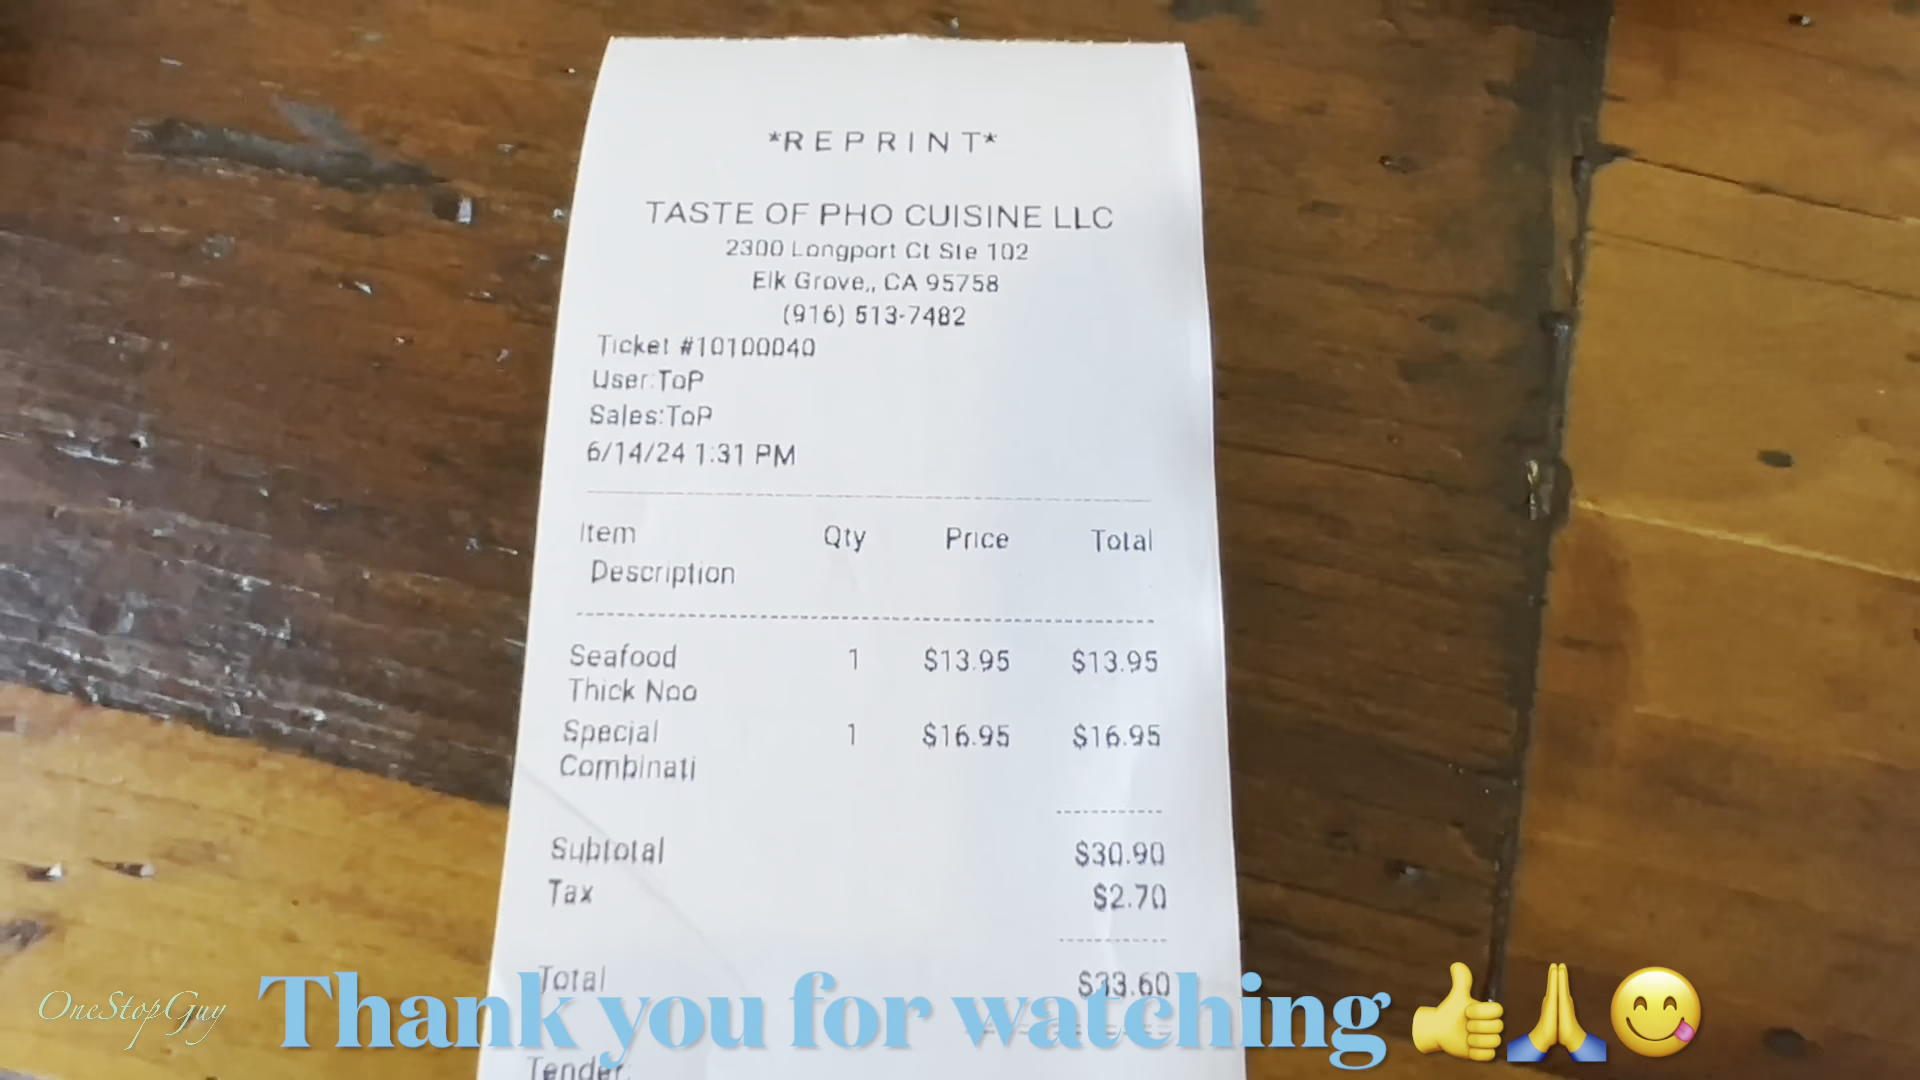 *REPRINT*
TASTE OF PHO CUISINE LLC
2300 Longport Ct Ste 102
Elk Grove,, CA 95758
(916) 513-7482
Ticket #10100040
User:ToP
Sales:ToP
6/14/24 1:31 PM
Item Qty Price Total
Description
Seafood 1 $13.95 $13.95
Thick Noo
Special 1 $16.95 $16.95
Combinati
Subtotal $30.90
Tax $2.70
Total $33.60
OneStopGuy Thank you for watching 👍🙏😋
Tender: